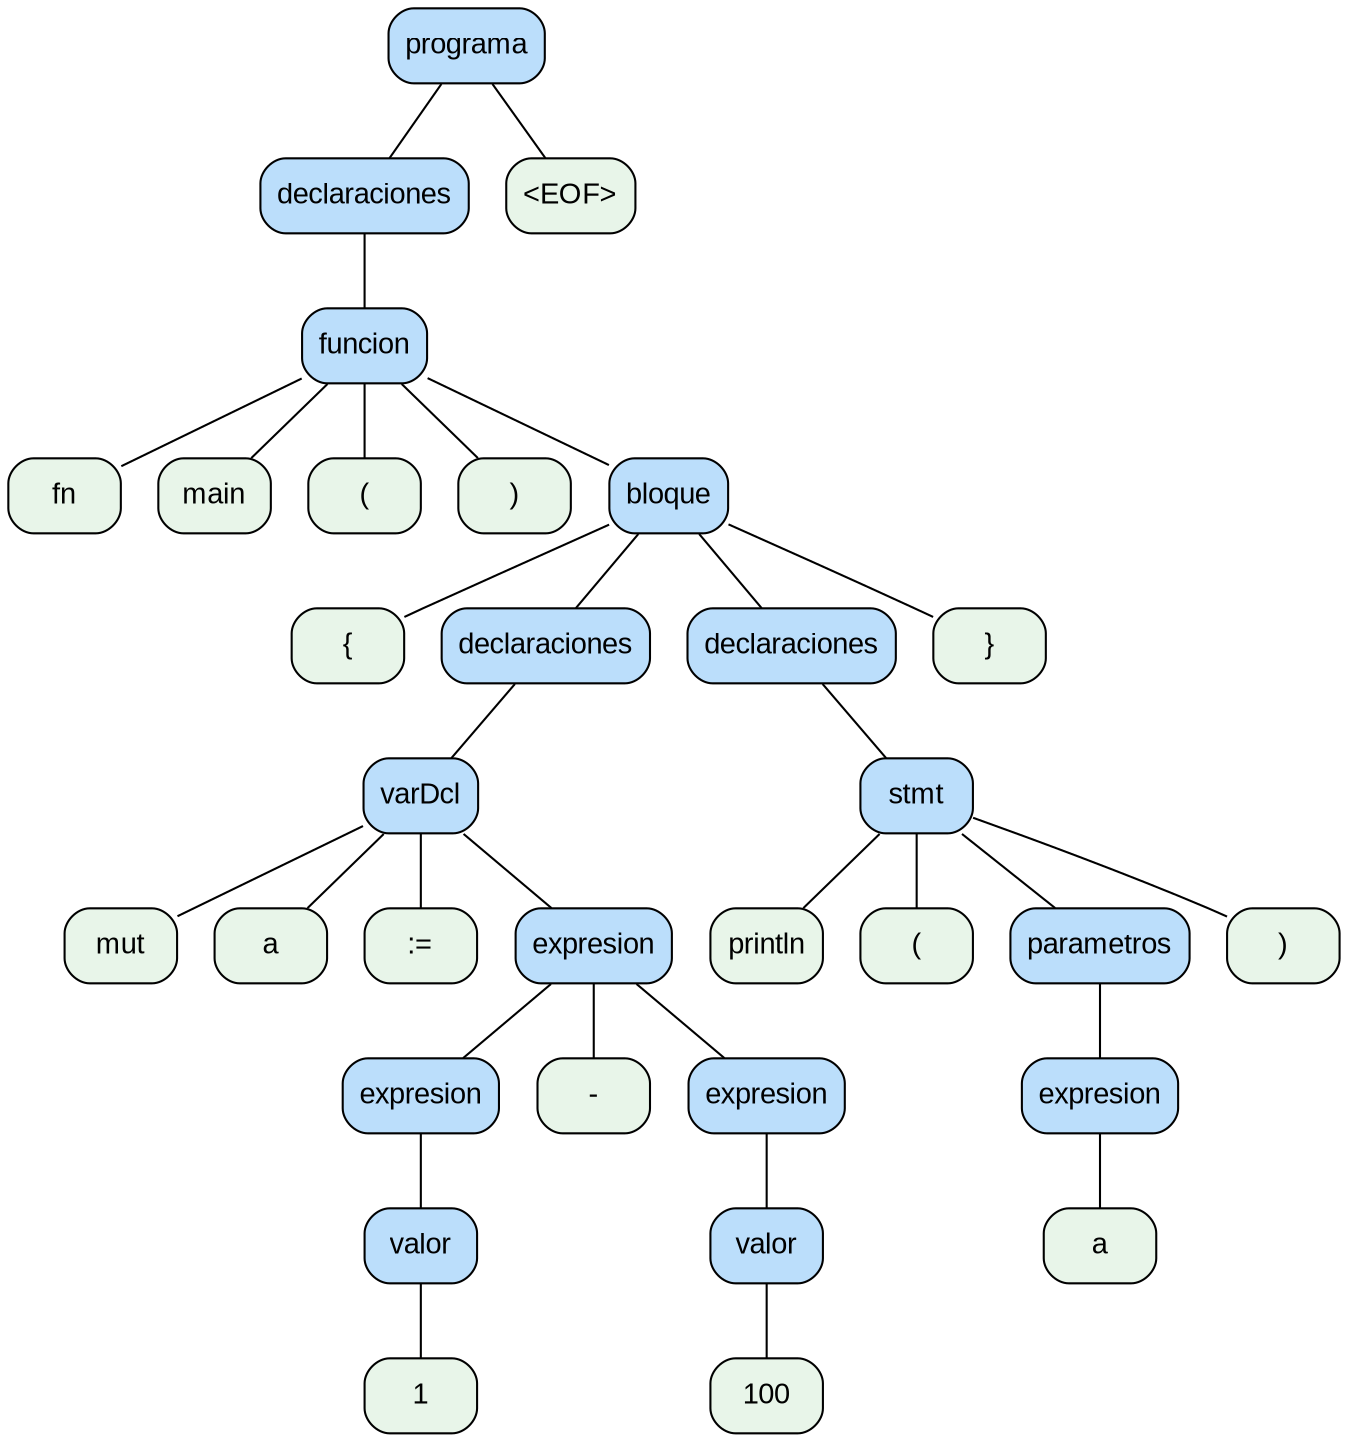 programa
declaraciones
<EOF>
funcion
fn
main
(
)
bloque
{
declaraciones
declaraciones
}
varDcl
stmt
mut
a
:=
expresion
println
(
parametros
)
expresion
-
expresion
expresion
valor
valor
a
1
100